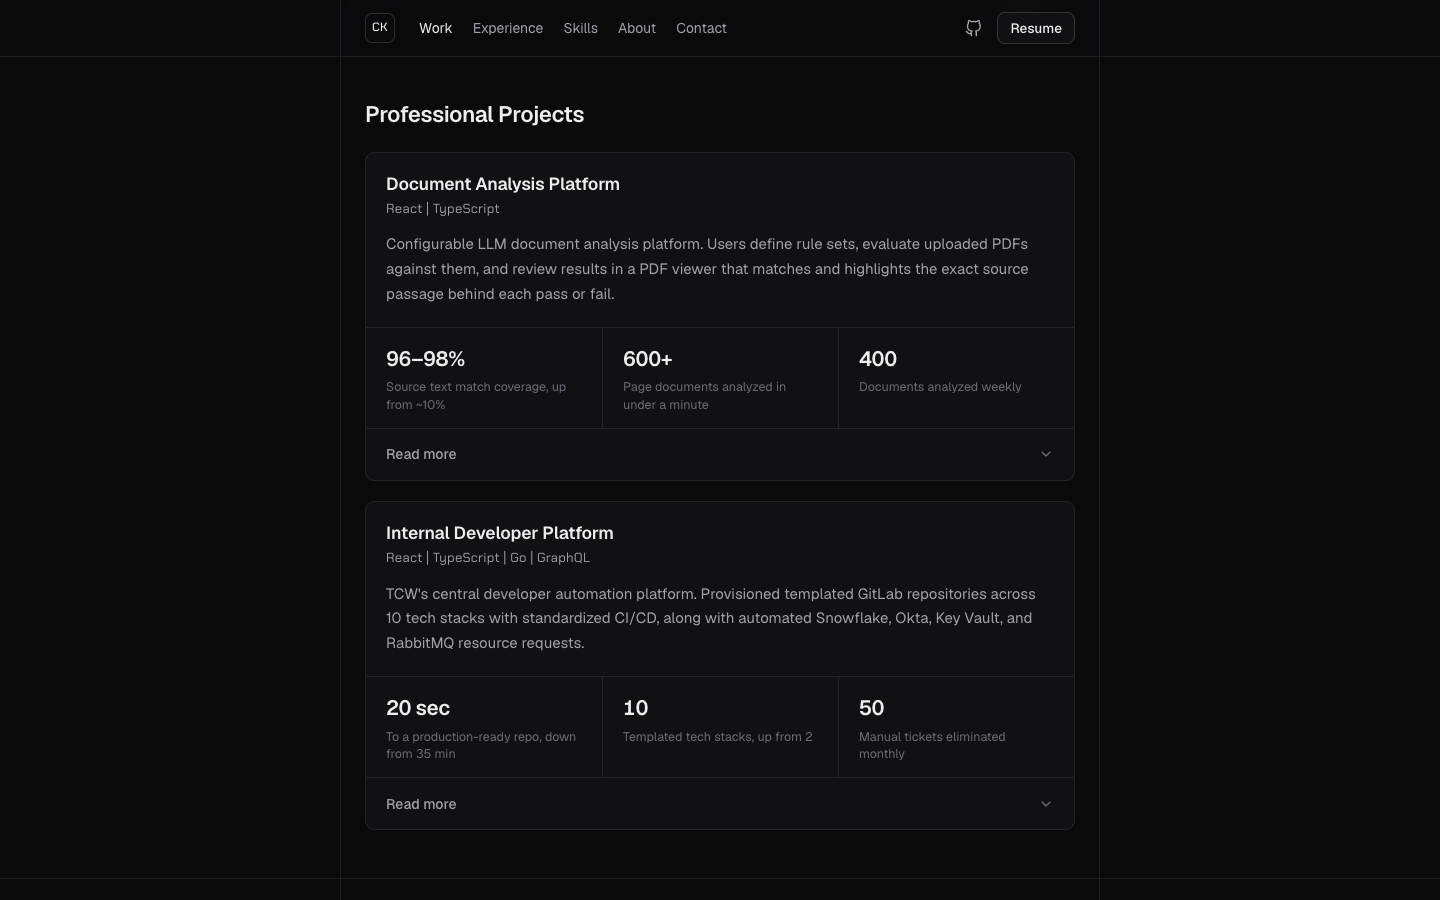 CK Work Experience Skills About Contact Resume
Professional Projects
Document Analysis Platform
React | TypeScript
Configurable LLM document analysis platform. Users define rule sets, evaluate uploaded PDFs
against them, and review results in a PDF viewer that matches and highlights the exact source
passage behind each pass or fail.
96–98%
Source text match coverage, up
from ~10%
600+
Page documents analyzed in
under a minute
400
Documents analyzed weekly
Read more
Internal Developer Platform
React | TypeScript | Go | GraphQL
TCW's central developer automation platform. Provisioned templated GitLab repositories across
10 tech stacks with standardized CI/CD, along with automated Snowflake, Okta, Key Vault, and
RabbitMQ resource requests.
20 sec
To a production-ready repo, down
from 35 min
10
Templated tech stacks, up from 2
50
Manual tickets eliminated
monthly
Read more